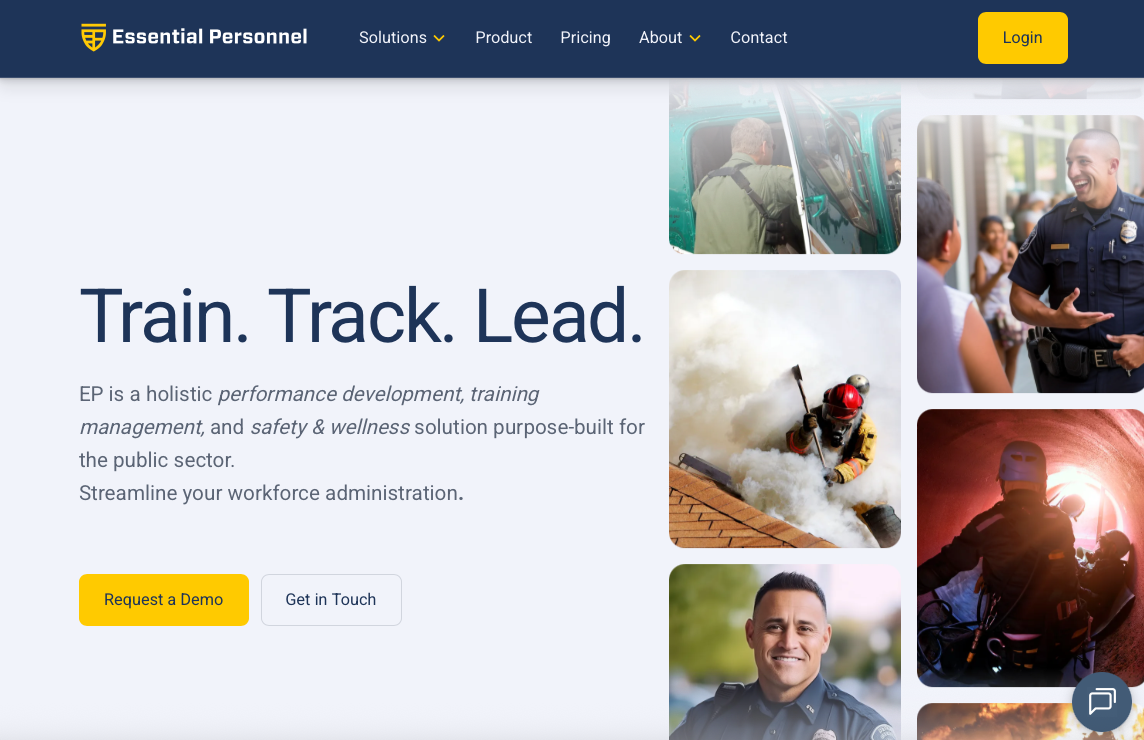 Essential Personnel
Solutions
Product
Pricing
About
Contact
Login
Train. Track. Lead.
EP is a holistic performance development, training
management, and safety & wellness solution purpose-built for
the public sector.
Streamline your workforce administration.
Request a Demo
Get in Touch